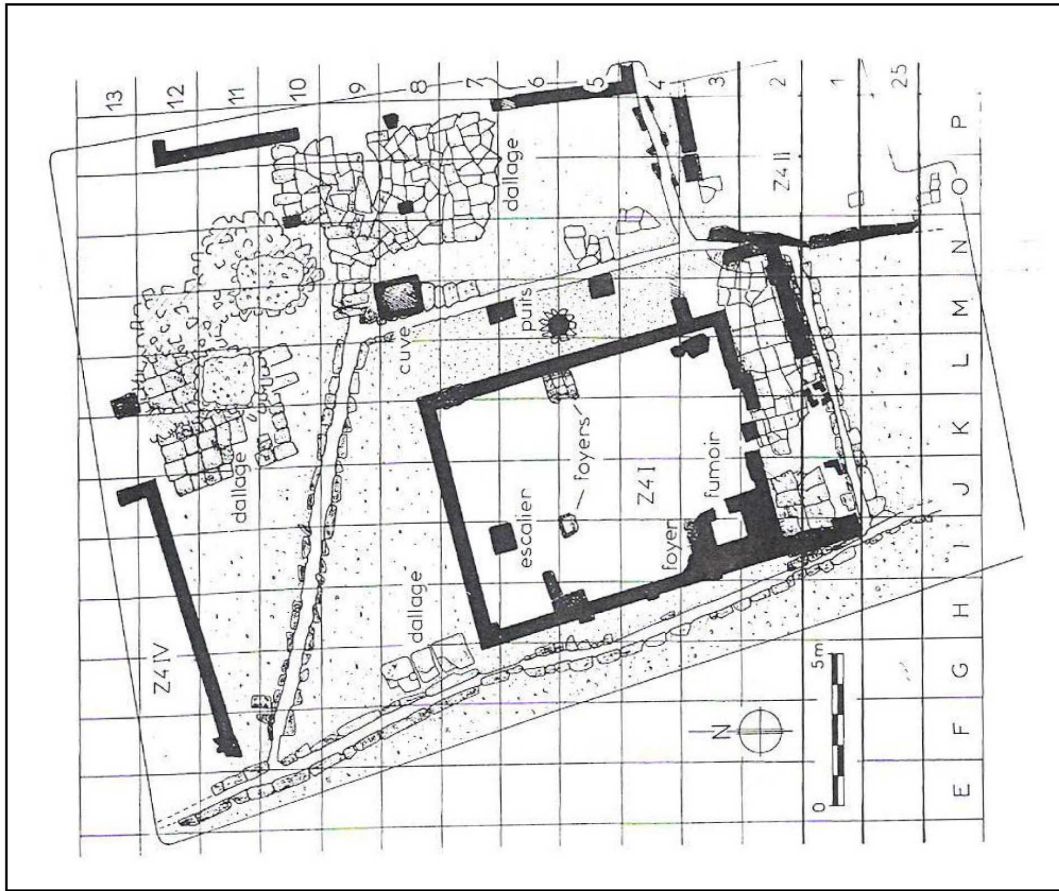 13
12
11
10
9
8
7
6
5
4
3
2
1
25
P
O
N
M
L
K
J
I
H
G
F
E
dallage
Z4 II
cuve
puits
dallage
foyers
escalier
Z4 I
fumoir
foyer
dallage
Z4 IV
N
0
5m